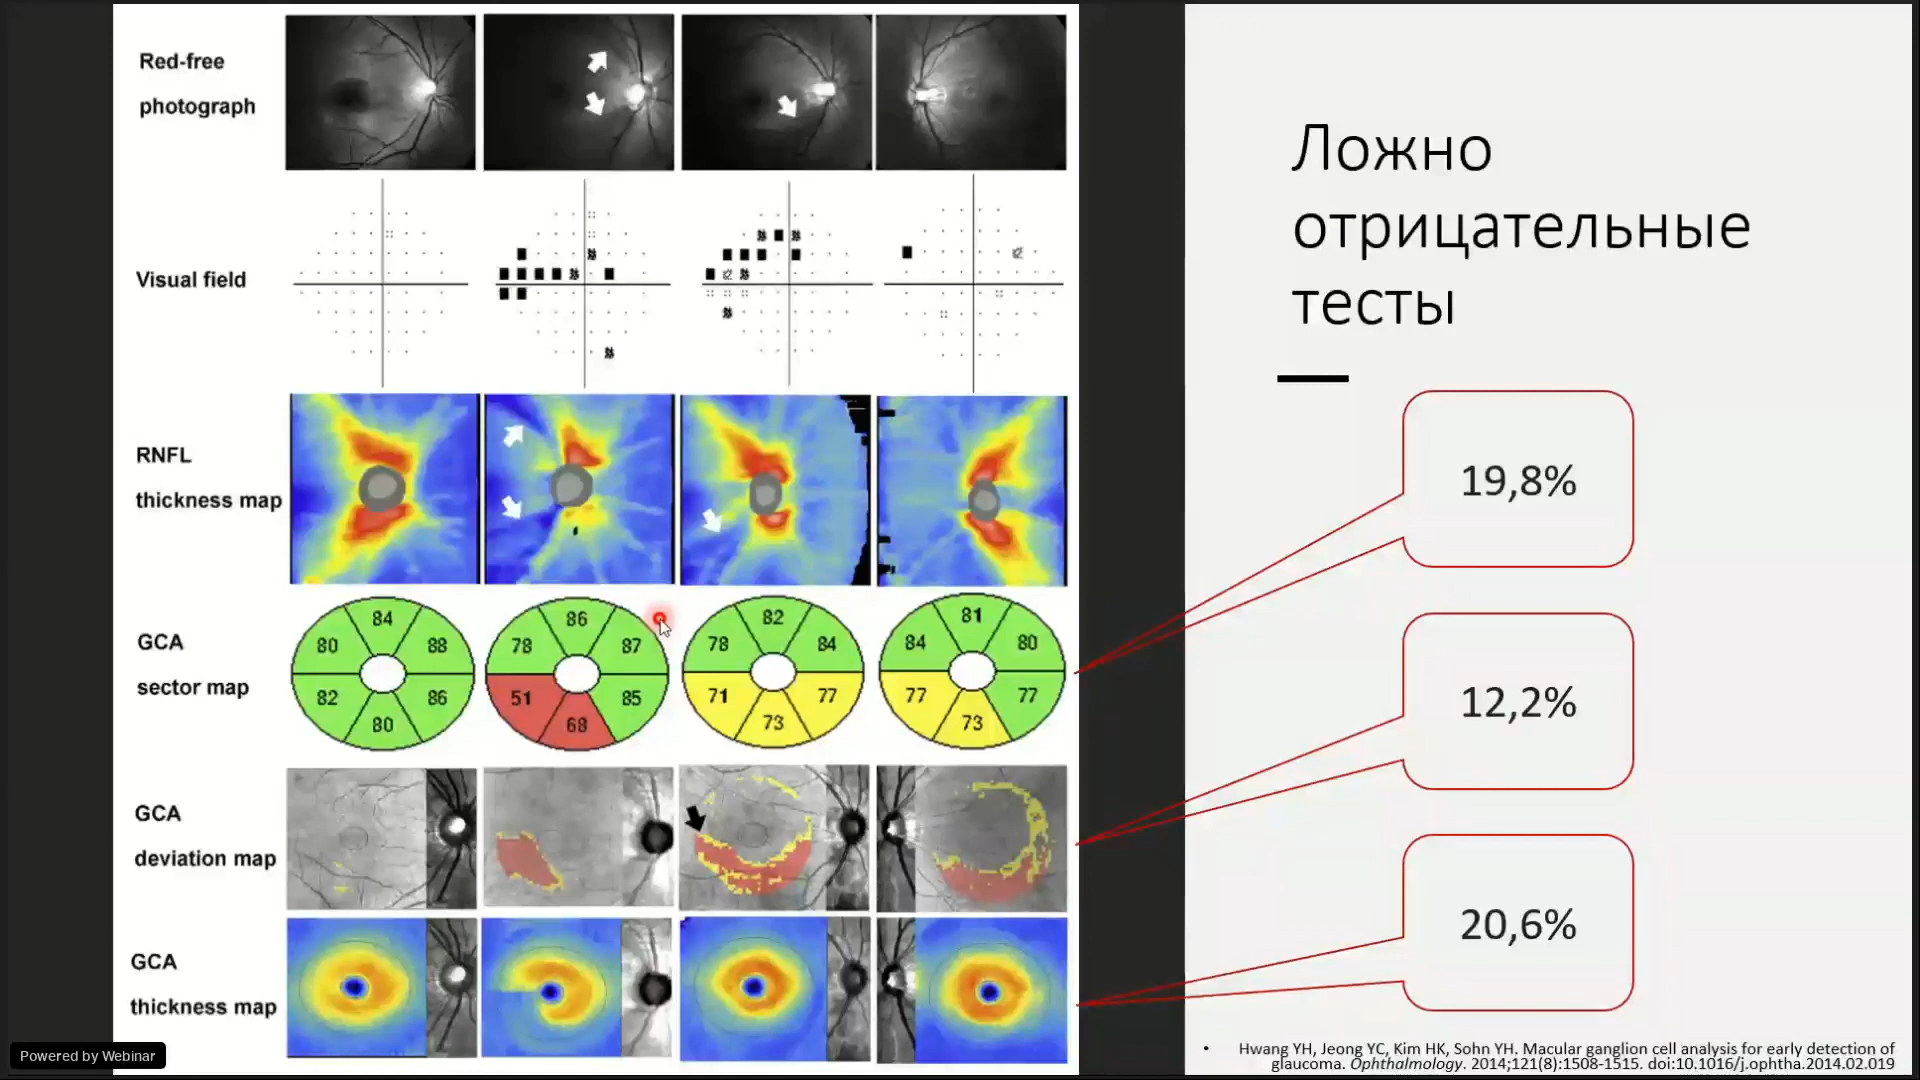 Red-free
photograph
Visual field
RNFL
thickness map
GCA
sector map
84
80
88
82
86
80
86
78
87
51
85
68
82
78
84
71
77
73
81
84
80
77
77
73
GCA
deviation map
GCA
thickness map
Ложно
отрицательные
тесты
19,8%
12,2%
20,6%
• Hwang YH, Jeong YC, Kim HK, Sohn YH. Macular ganglion cell analysis for early detection of
glaucoma. Ophthalmology. 2014;121(8):1508-1515. doi:10.1016/j.ophtha.2014.02.019
Powered by Webinar